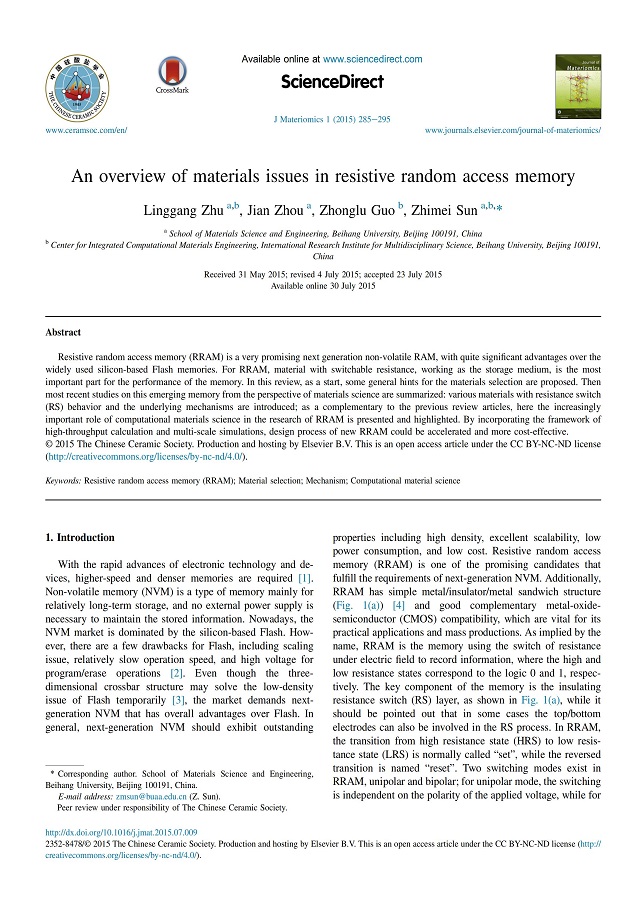 Available online at www.sciencedirect.com
ScienceDirect
CrossMark
Journal of
Materiomics
J Materiomics 1 (2015) 285–295
www.ceramsoc.com/en/
www.journals.elsevier.com/journal-of-materiomics/
An overview of materials issues in resistive random access memory
Linggang Zhu a,b, Jian Zhou a, Zhonglu Guo b, Zhimei Sun a,b,*
a School of Materials Science and Engineering, Beihang University, Beijing 100191, China
b Center for Integrated Computational Materials Engineering, International Research Institute for Multidisciplinary Science, Beihang University, Beijing 100191,
China
Received 31 May 2015; revised 4 July 2015; accepted 23 July 2015
Available online 30 July 2015
Abstract
Resistive random access memory (RRAM) is a very promising next generation non-volatile RAM, with quite significant advantages over the
widely used silicon-based Flash memories. For RRAM, material with switchable resistance, working as the storage medium, is the most
important part for the performance of the memory. In this review, as a start, some general hints for the materials selection are proposed. Then
most recent studies on this emerging memory from the perspective of materials science are summarized: various materials with resistance switch
(RS) behavior and the underlying mechanisms are introduced; as a complementary to the previous review articles, here the increasingly
important role of computational materials science in the research of RRAM is presented and highlighted. By incorporating the framework of
high-throughput calculation and multi-scale simulations, design process of new RRAM could be accelerated and more cost-effective.
© 2015 The Chinese Ceramic Society. Production and hosting by Elsevier B.V. This is an open access article under the CC BY-NC-ND license
(http://creativecommons.org/licenses/by-nc-nd/4.0/).
Keywords: Resistive random access memory (RRAM); Material selection; Mechanism; Computational material science
1. Introduction
With the rapid advances of electronic technology and de-
vices, higher-speed and denser memories are required [1].
Non-volatile memory (NVM) is a type of memory mainly for
relatively long-term storage, and no external power supply is
necessary to maintain the stored information. Nowadays, the
NVM market is dominated by the silicon-based Flash. How-
ever, there are a few drawbacks for Flash, including scaling
issue, relatively slow operation speed, and high voltage for
program/erase operations [2]. Even though the three-
dimensional crossbar structure may solve the low-density
issue of Flash temporarily [3], the market demands next-
generation NVM that has overall advantages over Flash. In
general, next-generation NVM should exhibit outstanding
* Corresponding author. School of Materials Science and Engineering,
Beihang University, Beijing 100191, China.
E-mail address: zmsun@buaa.edu.cn (Z. Sun).
Peer review under responsibility of The Chinese Ceramic Society.
properties including high density, excellent scalability, low
power consumption, and low cost. Resistive random access
memory (RRAM) is one of the promising candidates that
fulfill the requirements of next-generation NVM. Additionally,
RRAM has simple metal/insulator/metal sandwich structure
(Fig. 1(a)) [4] and good complementary metal-oxide-
semiconductor (CMOS) compatibility, which are vital for its
practical applications and mass productions. As implied by the
name, RRAM is the memory using the switch of resistance
under electric field to record information, where the high and
low resistance states correspond to the logic 0 and 1, respec-
tively. The key component of the memory is the insulating
resistance switch (RS) layer, as shown in Fig. 1(a), while it
should be pointed out that in some cases the top/bottom
electrodes can also be involved in the RS process. In RRAM,
the transition from high resistance state (HRS) to low resis-
tance state (LRS) is normally called “set”, while the reversed
transition is named “reset”. Two switching modes exist in
RRAM, unipolar and bipolar; for unipolar mode, the switching
is independent on the polarity of the applied voltage, while for
http://dx.doi.org/10.1016/j.jmat.2015.07.009
2352-8478/© 2015 The Chinese Ceramic Society. Production and hosting by Elsevier B.V. This is an open access article under the CC BY-NC-ND license (http://
creativecommons.org/licenses/by-nc-nd/4.0/).